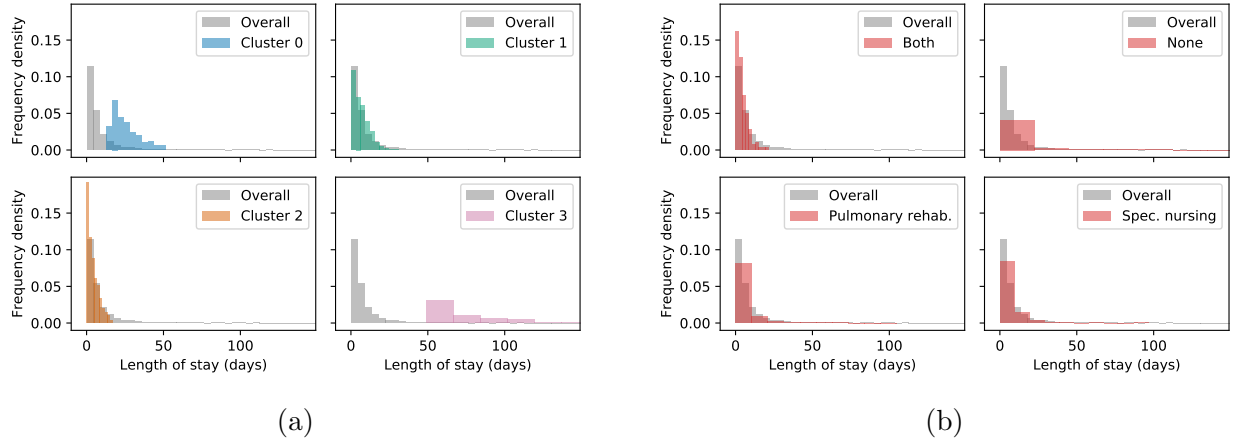 Frequency density
0.15
0.10
0.05
0.00
Overall
Cluster 0
Overall
Cluster 1
Frequency density
0.15
0.10
0.05
0.00
Overall
Cluster 2
Overall
Cluster 3
0 50 100
Length of stay (days)
0 50 100
Length of stay (days)
(a)
Frequency density
0.15
0.10
0.05
0.00
Overall
Both
Overall
None
Frequency density
0.15
0.10
0.05
0.00
Overall
Pulmonary rehab.
Overall
Spec. nursing
0 50 100
Length of stay (days)
0 50 100
Length of stay (days)
(b)